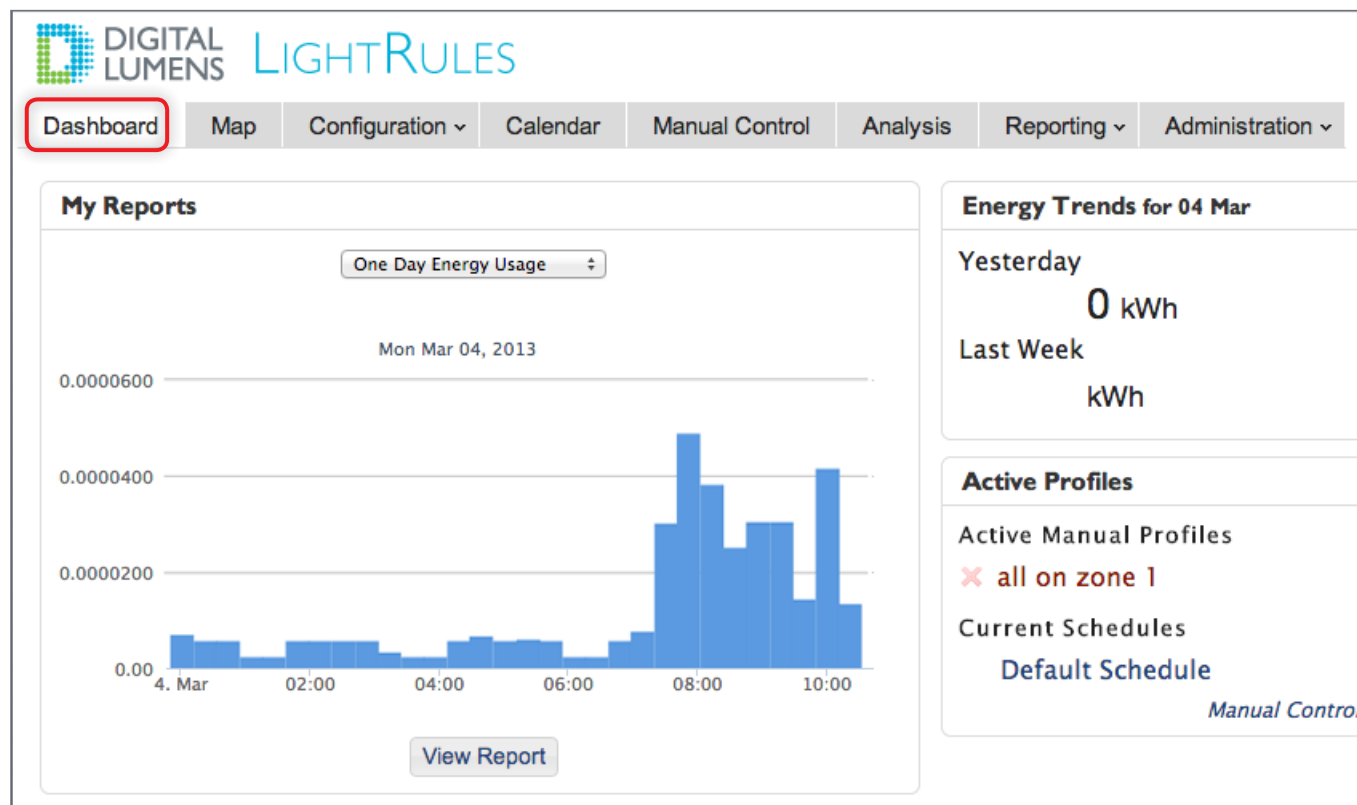 DIGITAL
LUMENS
LIGHTRULES
Dashboard
Map
Configuration
Calendar
Manual Control
Analysis
Reporting
Administration
My Reports
One Day Energy Usage
Mon Mar 04, 2013
0.0000600
0.0000400
0.0000200
0.00
4. Mar 02:00 04:00 06:00 08:00 10:00
View Report
Energy Trends for 04 Mar
Yesterday
0 kWh
Last Week
kWh
Active Profiles
Active Manual Profiles
all on zone 1
Current Schedules
Default Schedule
Manual Control